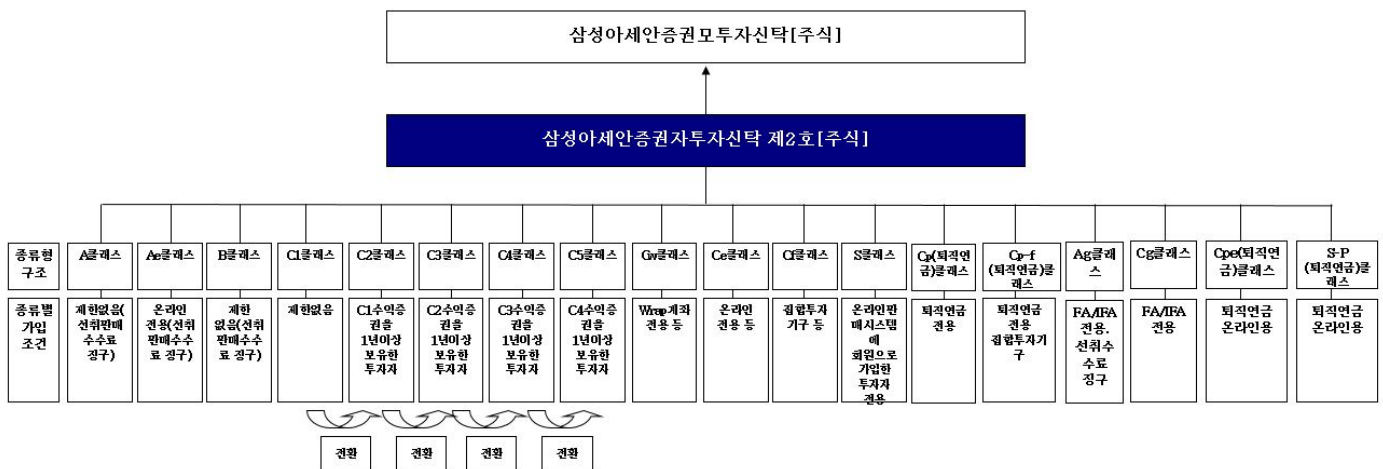 삼성아세안증권모투자신탁[주식]
삼성아세안증권자투자신탁 제2호[주식]
종류형
구조
A클래스
Ae클래스
B클래스
C1클래스
C2클래스
C3클래스
C4클래스
C5클래스
Cw클래스
Ce클래스
Cf클래스
S클래스
Cp(퇴직연
금)클래스
Cp-f
(퇴직연금)클
래스
Ag클래
스
Cg클래스
Cpe(퇴직연
금)클래스
S-P
(퇴직연금)클
래스
종류별
가입
조건
제한없음(
선취판매
수수료
징구)
온라인
전용(선취
판매수수
료 징구)
제한
없음(선취
판매수수
료 징구)
제한없음
C1수익증
권을
1년이상
보유한
투자자
C2수익증
권을
1년이상
보유한
투자자
C3수익증
권을
1년이상
보유한
투자자
C4수익증
권을
1년이상
보유한
투자자
Wrap계좌
전용 등
온라인
전용 등
집합투자
기구 등
온라인판
매시스템
에
회원으로
가입한
투자자
전용
퇴직연금
전용
퇴직연금
전용
집합투자기
구
FA/IFA
전용.
선취수
수료
징구
FA/IFA
전용
퇴직연금
온라인용
퇴직연금
온라인용
전환
전환
전환
전환